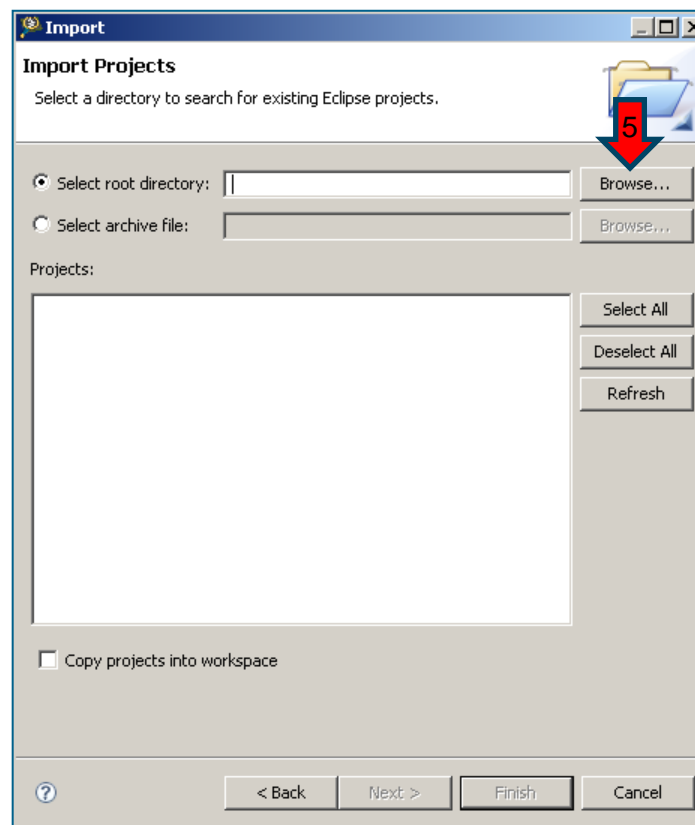 Import
Import Projects
Select a directory to search for existing Eclipse projects.
5
Select root directory: Browse...
Select archive file: Browse...
Projects:
Select All
Deselect All
Refresh
Copy projects into workspace
? < Back Next > Finish Cancel